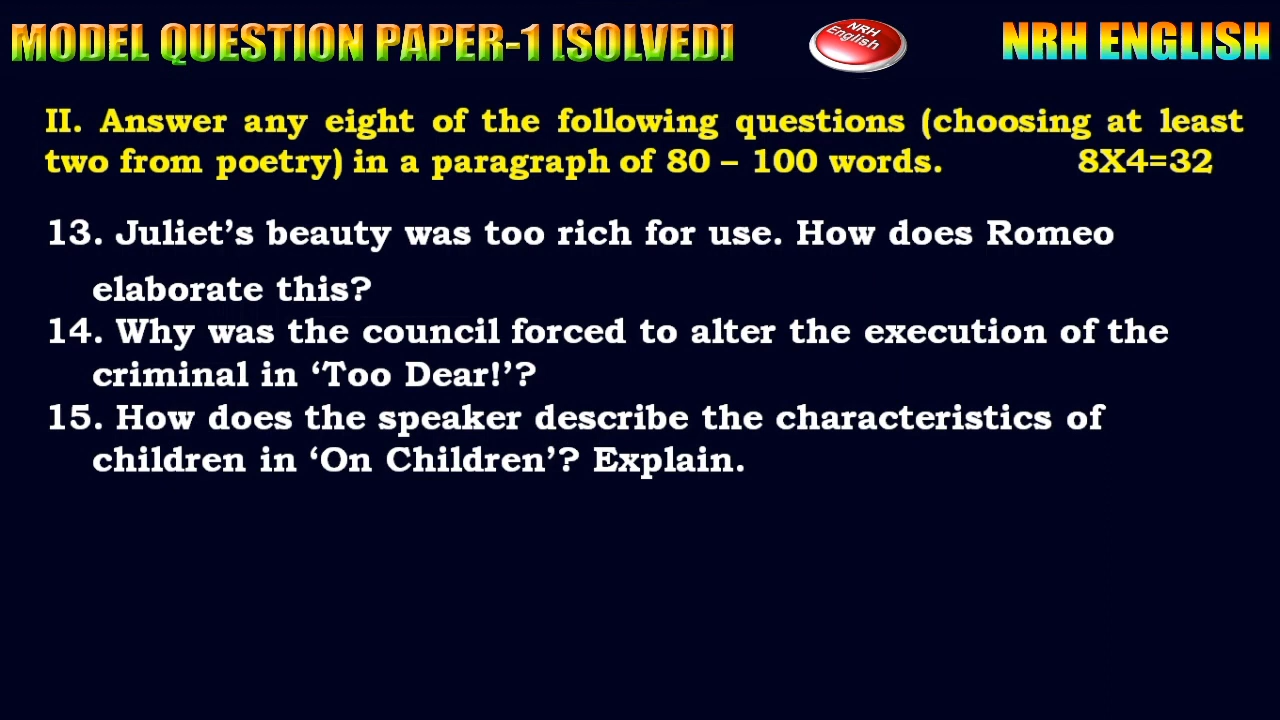 MODEL QUESTION PAPER-1 [SOLVED]
NRH
English
NRH ENGLISH
II. Answer any eight of the following questions (choosing at least
two from poetry) in a paragraph of 80 – 100 words. 8X4=32
13. Juliet’s beauty was too rich for use. How does Romeo
elaborate this?
14. Why was the council forced to alter the execution of the
criminal in ‘Too Dear!’?
15. How does the speaker describe the characteristics of
children in ‘On Children’? Explain.